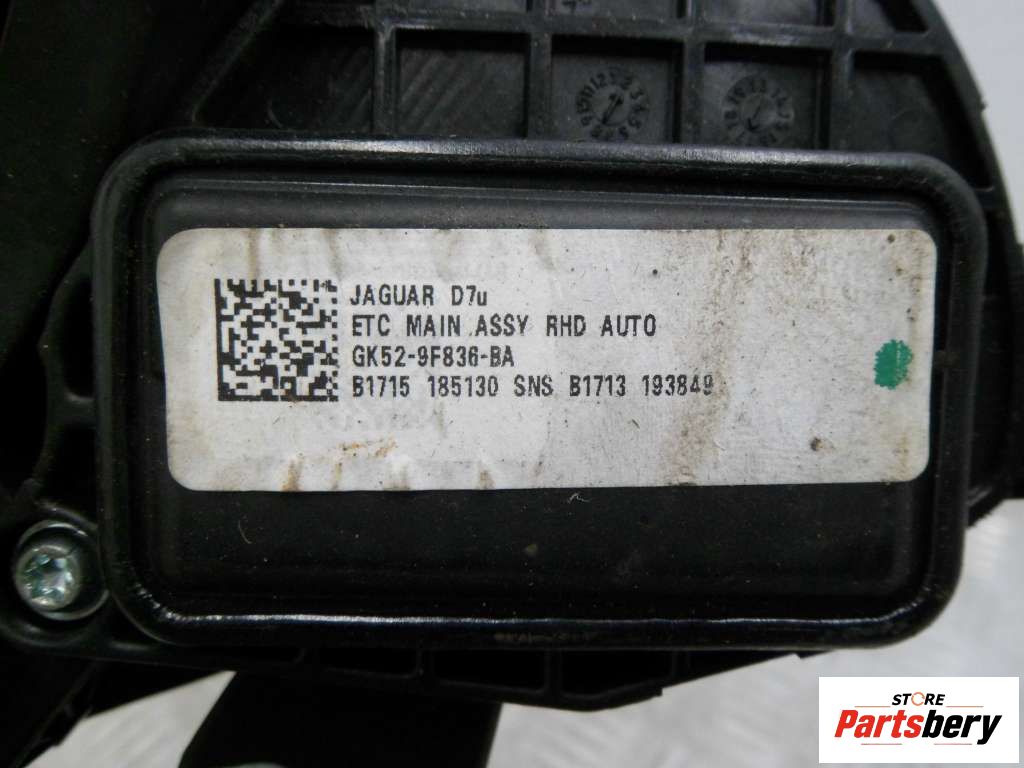 JAGUAR D7u
ETC MAIN ASSY RHD AUTO
GK52-9F836-BA
B1715 185130 SNS B1713 193849
STORE
Partsbery